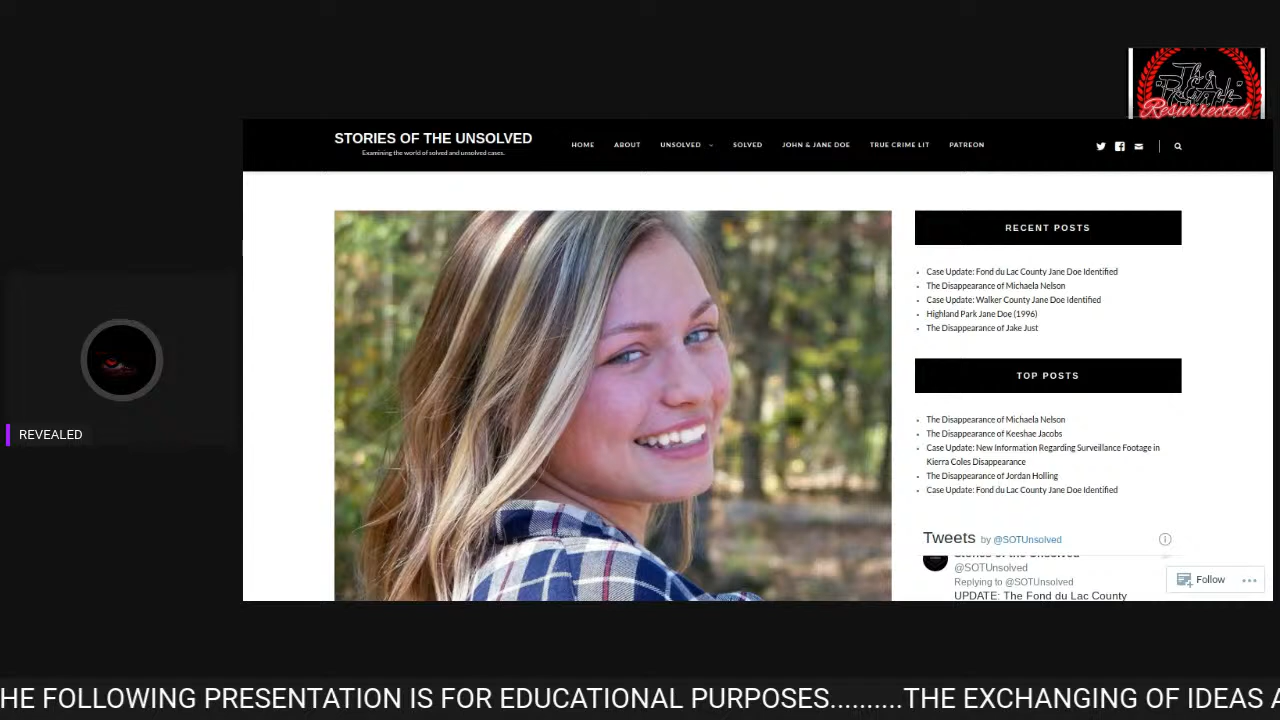 The
People
Resurrected
STORIES OF THE UNSOLVED
Examining the world of solved and unsolved cases.
HOME ABOUT UNSOLVED SOLVED JOHN & JANE DOE TRUE CRIME LIT PATREON
RECENT POSTS
Case Update: Fond du Lac County Jane Doe Identified
The Disappearance of Michaela Nelson
Case Update: Walker County Jane Doe Identified
Highland Park Jane Doe (1996)
The Disappearance of Jake Just
TOP POSTS
The Disappearance of Michaela Nelson
The Disappearance of Keeshae Jacobs
Case Update: New Information Regarding Surveillance Footage in
Kierra Coles Disappearance
The Disappearance of Jordan Holling
Case Update: Fond du Lac County Jane Doe Identified
Tweets by @SOTUnsolved
Stories of the Unsolved
@SOTUnsolved
Replying to @SOTUnsolved
UPDATE: The Fond du Lac County
Follow
REVEALED
HE FOLLOWING PRESENTATION IS FOR EDUCATIONAL PURPOSES..........THE EXCHANGING OF IDEAS A